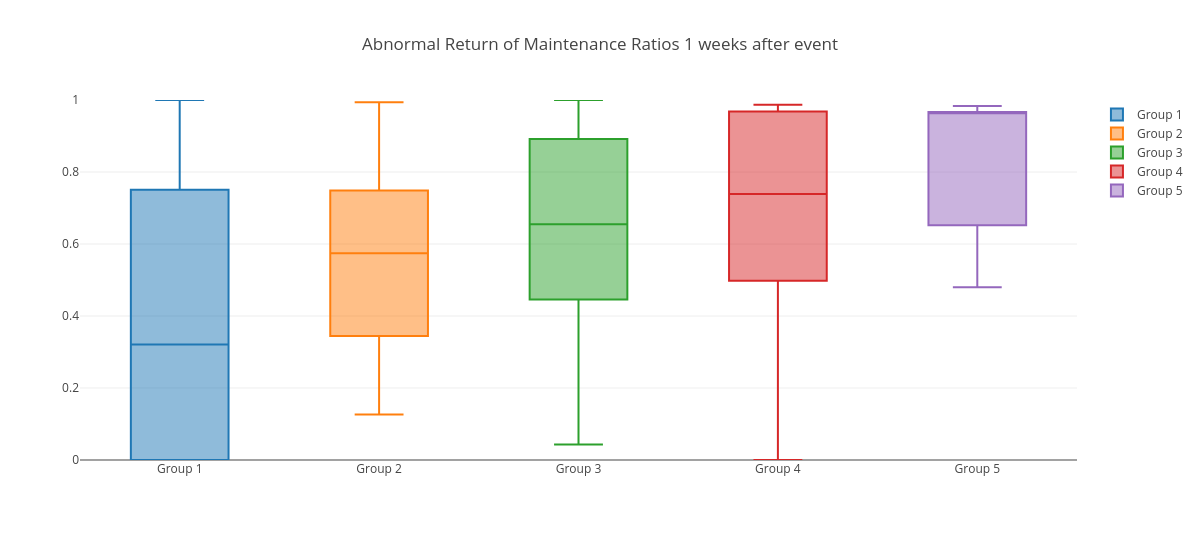 Abnormal Return of Maintenance Ratios 1 weeks after event
1
0.8
0.6
0.4
0.2
0
Group 1
Group 2
Group 3
Group 4
Group 5
Group 1
Group 2
Group 3
Group 4
Group 5